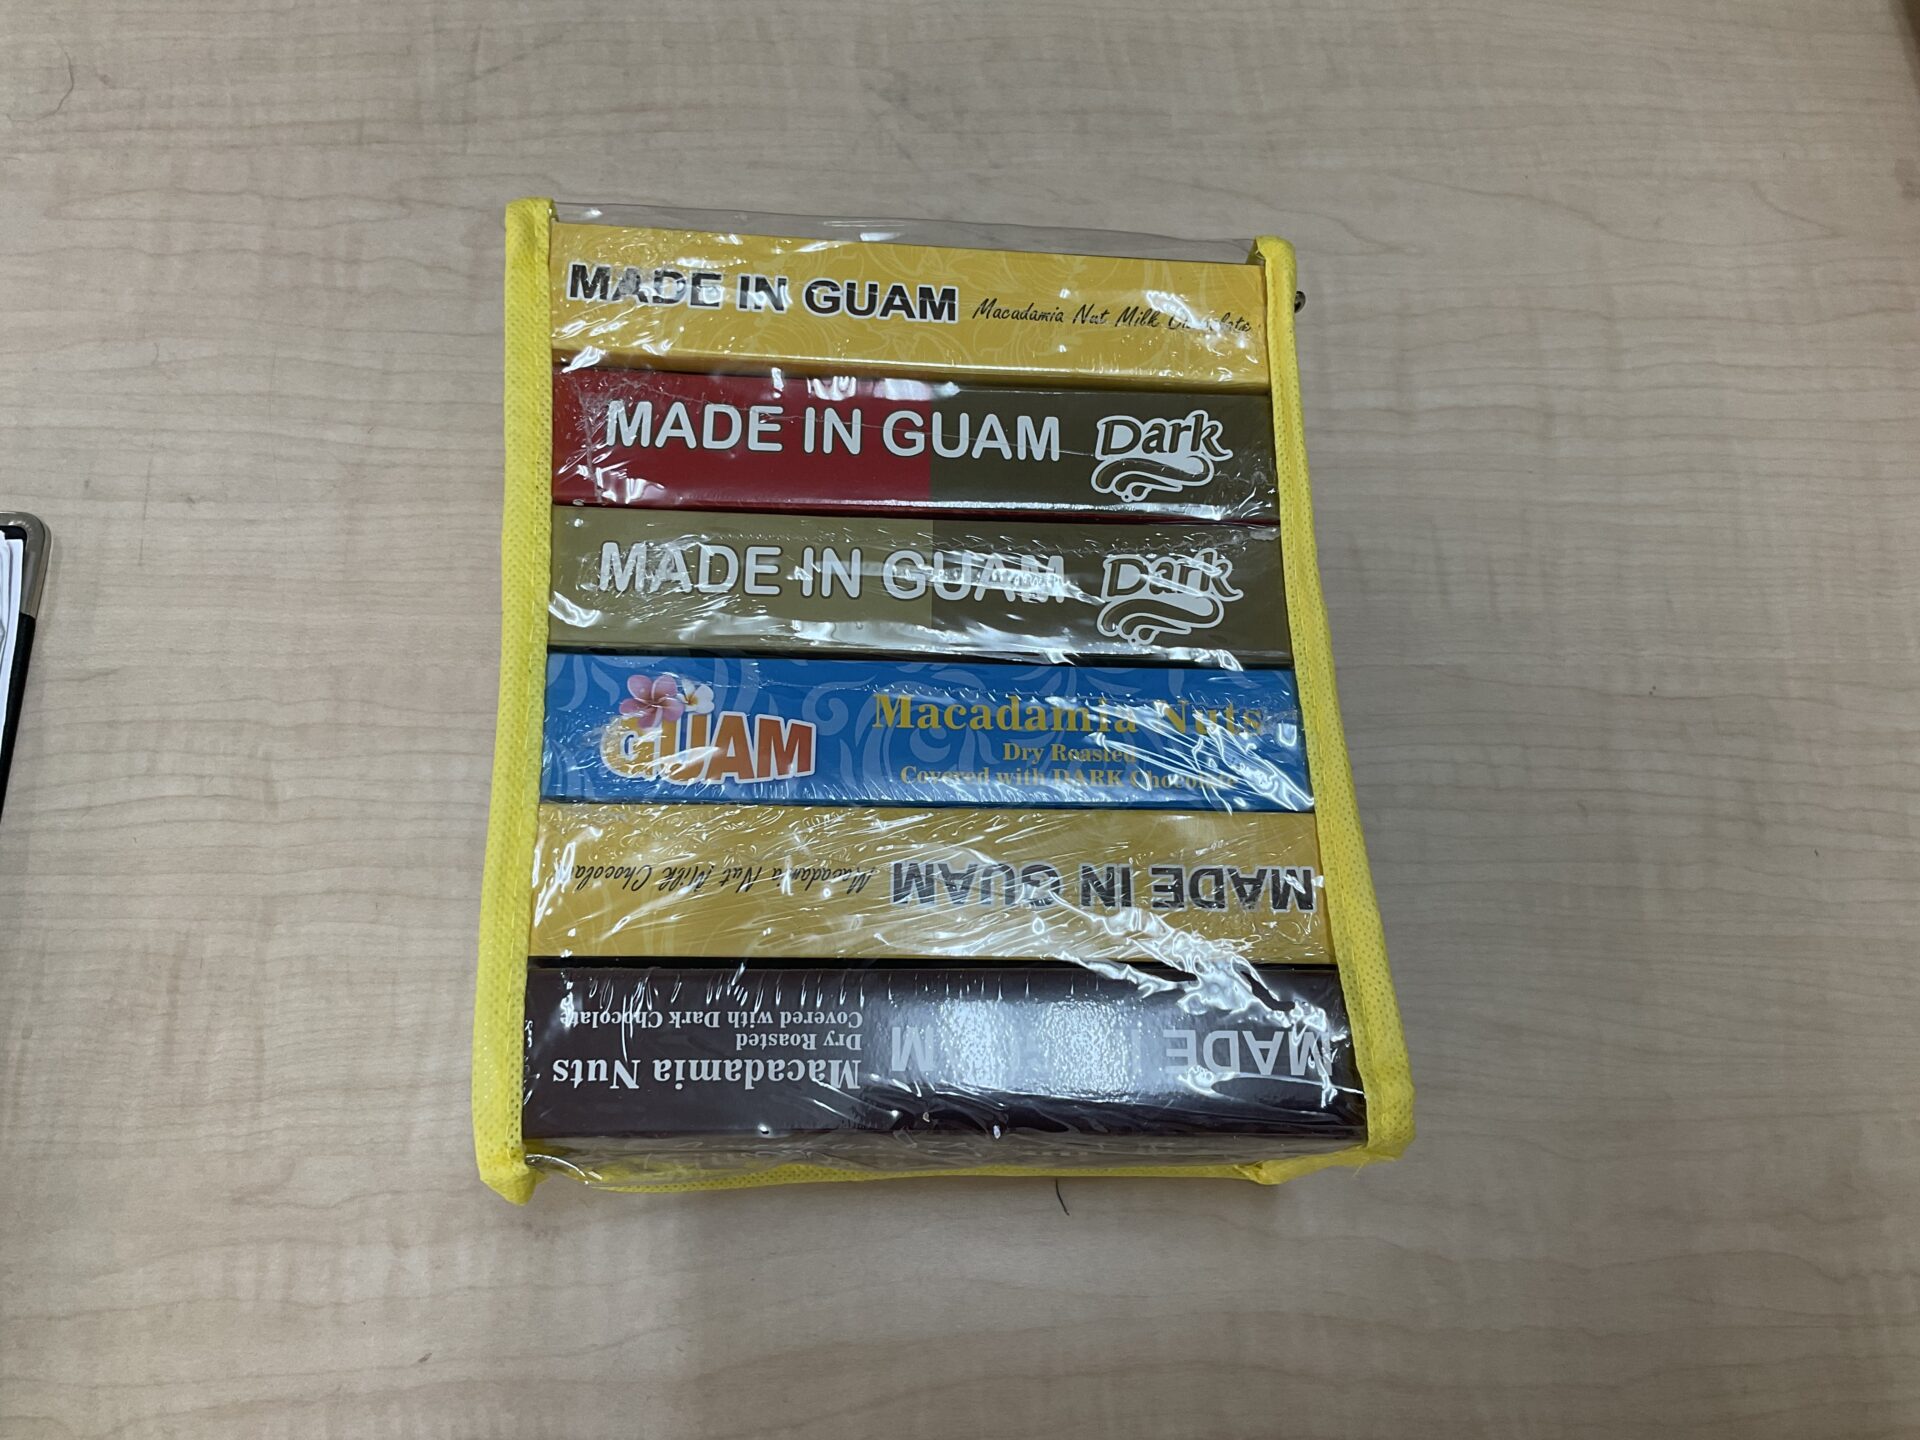 MADE IN GUAM Macadamia Nut Milk Chocolate
MADE IN GUAM Dark
MADE IN GUAM Dark
GUAM
Macadamia Nuts
Dry Roasted
Covered with DARK Chocolate
MADE IN GUAM Macadamia Nut Milk Chocola
MADE
Macadamia Nuts
Dry Roasted
Covered with Dark Chocolate